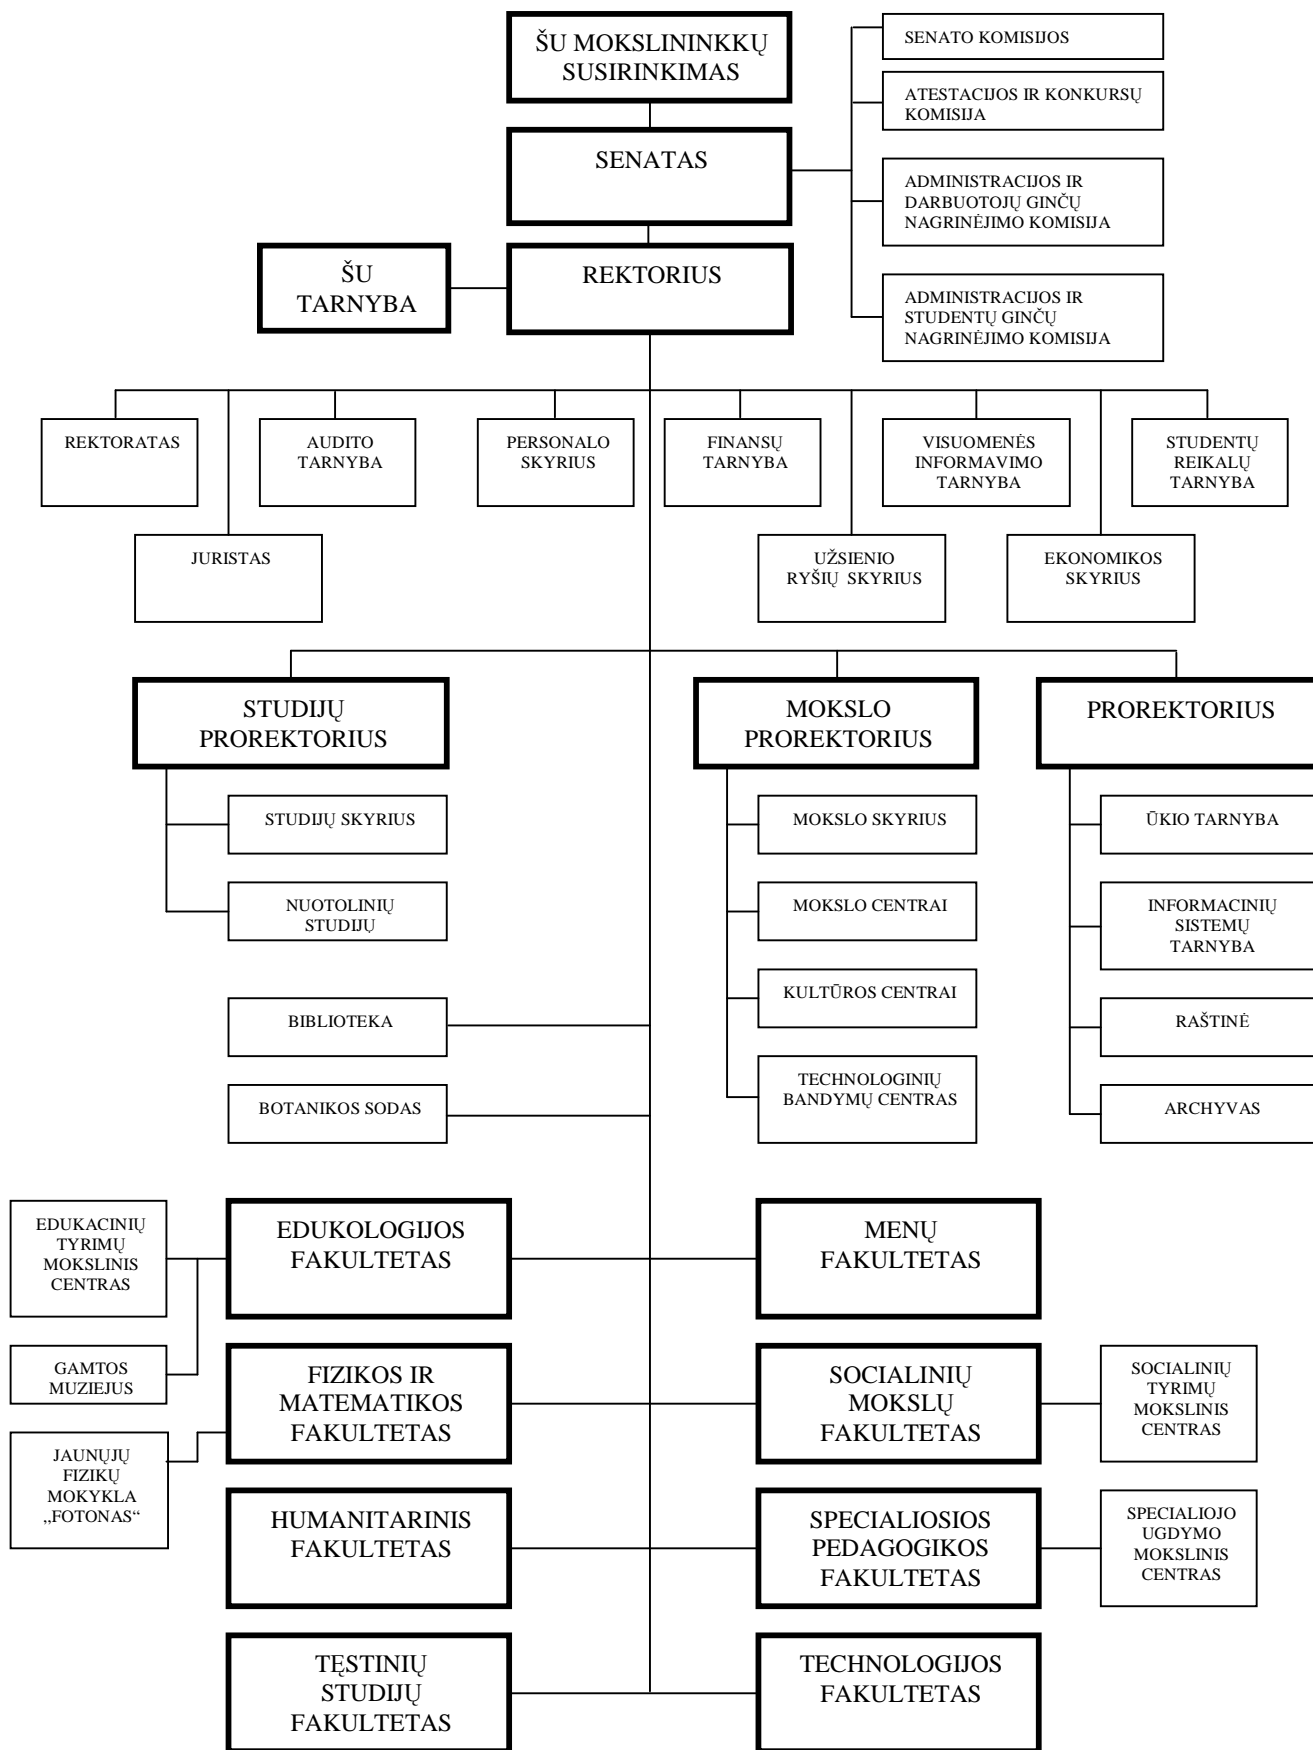 ŠU MOKSLININKKŲ
SUSIRINKIMAS
SENATO KOMISIJOS
ATESTACIJOS IR KONKURSŲ
KOMISIJA
SENATAS
ADMINISTRACIJOS IR
DARBUOTOJŲ GINČŲ
NAGRINĖJIMO KOMISIJA
ŠU
TARNYBA
REKTORIUS
ADMINISTRACIJOS IR
STUDENTŲ GINČŲ
NAGRINĖJIMO KOMISIJA
REKTORATAS
AUDITO
TARNYBA
PERSONALO
SKYRIUS
FINANSŲ
TARNYBA
VISUOMENĖS
INFORMAVIMO
TARNYBA
STUDENTŲ
REIKALŲ
TARNYBA
JURISTAS
UŽSIENIO
RYŠIŲ SKYRIUS
EKONOMIKOS
SKYRIUS
STUDIJŲ
PROREKTORIUS
MOKSLO
PROREKTORIUS
PROREKTORIUS
STUDIJŲ SKYRIUS
MOKSLO SKYRIUS
ŪKIO TARNYBA
NUOTOLINIŲ
STUDIJŲ
MOKSLO CENTRAI
INFORMACINIŲ
SISTEMŲ
TARNYBA
BIBLIOTEKA
KULTŪROS CENTRAI
RAŠTINĖ
BOTANIKOS SODAS
TECHNOLOGINIŲ
BANDYMŲ CENTRAS
ARCHYVAS
EDUKACINIŲ
TYRIMŲ
MOKSLINIS
CENTRAS
EDUKOLOGIJOS
FAKULTETAS
MENŲ
FAKULTETAS
GAMTOS
MUZIEJUS
FIZIKOS IR
MATEMATIKOS
FAKULTETAS
SOCIALINIŲ
MOKSLŲ
FAKULTETAS
SOCIALINIŲ
TYRIMŲ
MOKSLINIS
CENTRAS
JAUNŲJŲ
FIZIKŲ
MOKYKLA
„FOTONAS“
HUMANITARINIS
FAKULTETAS
SPECIALIOSIOS
PEDAGOGIKOS
FAKULTETAS
SPECIALIOJO
UGDYMO
MOKSLINIS
CENTRAS
TĘSTINIŲ
STUDIJŲ
FAKULTETAS
TECHNOLOGIJOS
FAKULTETAS